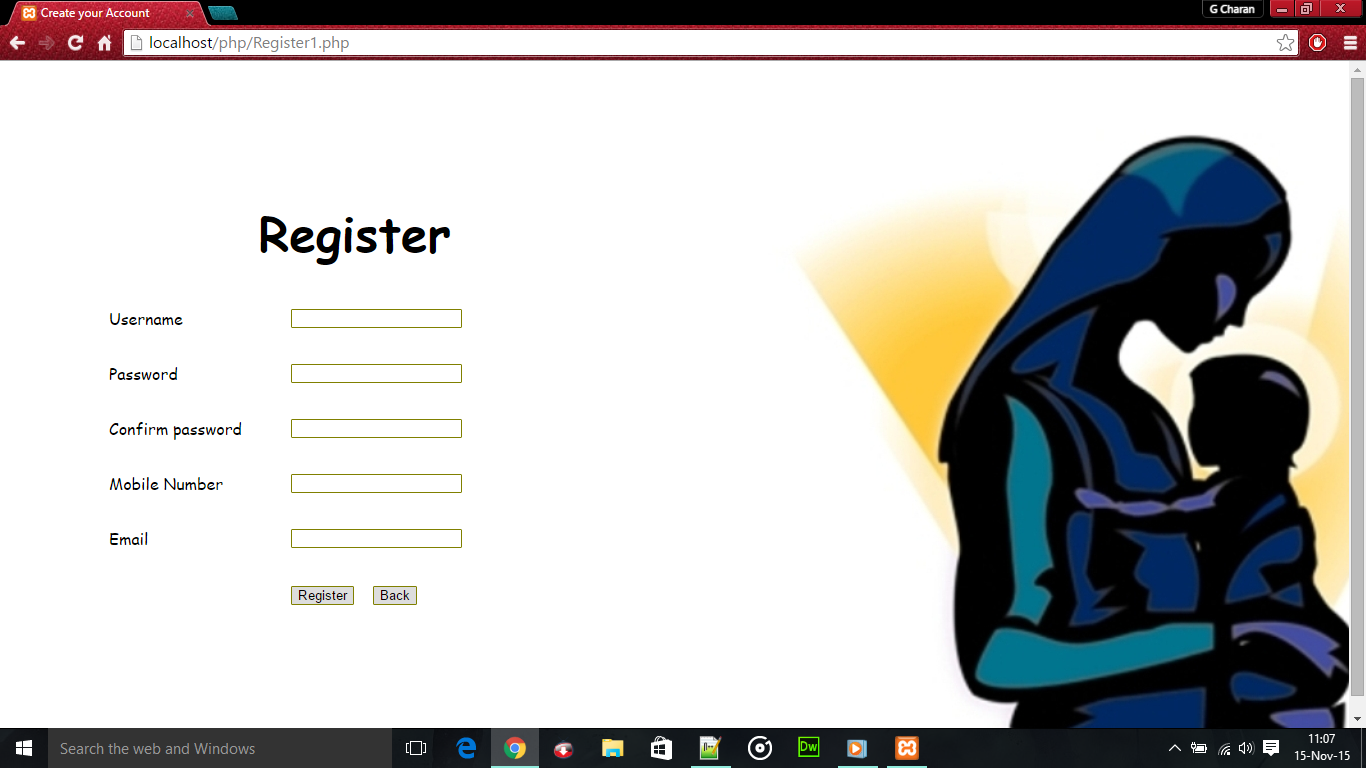 Create your Account
G Charan
localhost/php/Register1.php
Register
Username
Password
Confirm password
Mobile Number
Email
Register Back
Search the web and Windows
Dw
11:07
15-Nov-15